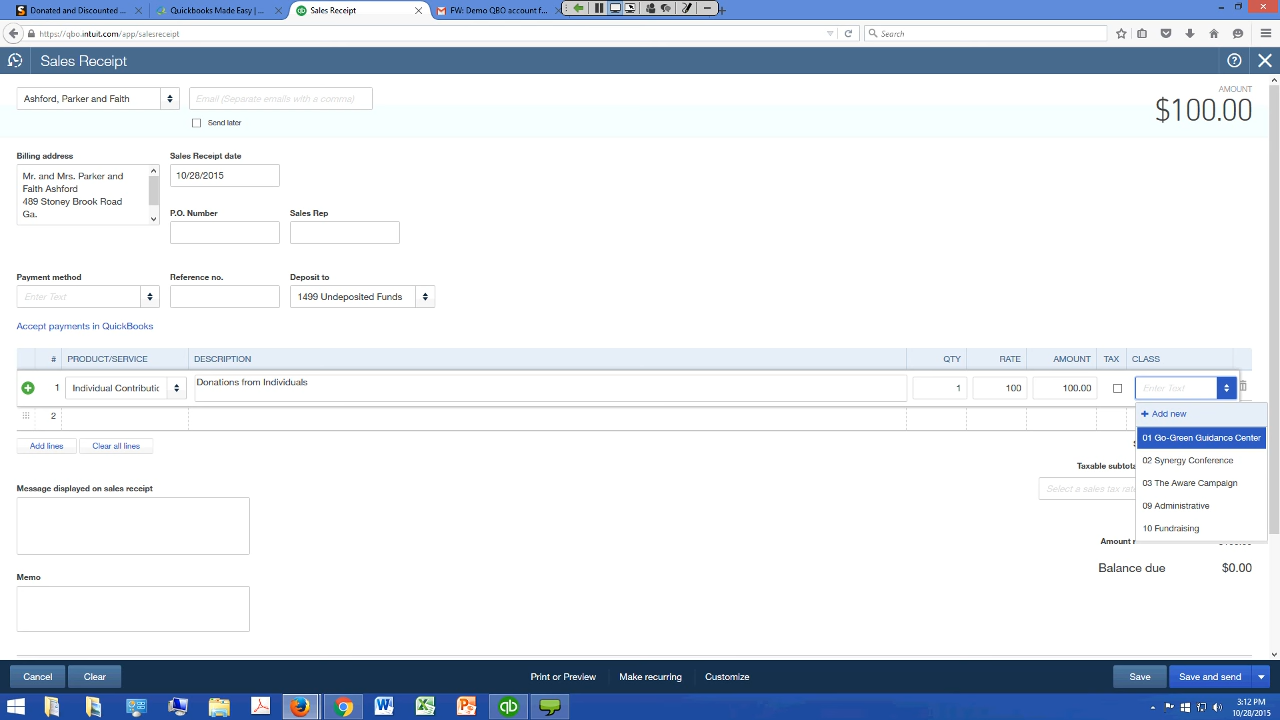 Donated and Discounted ...
Quickbooks Made Easy | ...
Sales Receipt
FW: Demo QBO account f...
https://qbo.intuit.com/app/salesreceipt
Search
Sales Receipt
Ashford, Parker and Faith
Email (Separate emails with a comma)
AMOUNT
$100.00
Send later
Billing address
Sales Receipt date
Mr. and Mrs. Parker and
Faith Ashford
489 Stoney Brook Road
Ga.
10/28/2015
P.O. Number
Sales Rep
Payment method
Reference no.
Deposit to
Enter Text
1499 Undeposited Funds
Accept payments in QuickBooks
# PRODUCT/SERVICE DESCRIPTION QTY RATE AMOUNT TAX CLASS
1 Individual Contributic Donations from Individuals 1 100 100.00 Enter Text
2
+ Add new
01 Go-Green Guidance Center
02 Synergy Conference
03 The Aware Campaign
09 Administrative
10 Fundraising
Add lines
Clear all lines
Taxable subtota
Select a sales tax rate
Message displayed on sales receipt
Amount r
Balance due $0.00
Memo
Cancel
Clear
Print or Preview
Make recurring
Customize
Save
Save and send
3:12 PM
10/28/2015